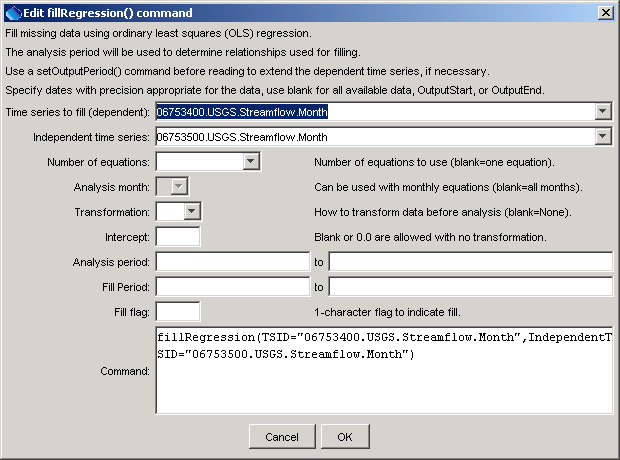 Edit fillRegression() command
Fill missing data using ordinary least squares (OLS) regression.
The analysis period will be used to determine relationships used for filling.
Use a setOutputPeriod() command before reading to extend the dependent time series, if necessary.
Specify dates with precision appropriate for the data, use blank for all available data, OutputStart, or OutputEnd.
Time series to fill (dependent): 06753400.USGS.Streamflow.Month
Independent time series: 06753500.USGS.Streamflow.Month
Number of equations: Number of equations to use (blank=one equation).
Analysis month: Can be used with monthly equations (blank=all months).
Transformation: How to transform data before analysis (blank=None).
Intercept: Blank or 0.0 are allowed with no transformation.
Analysis period: to
Fill Period: to
Fill flag: 1-character flag to indicate fill.
Command: fillRegression(TSID="06753400.USGS.Streamflow.Month",IndependentT
SID="06753500.USGS.Streamflow.Month")
Cancel OK